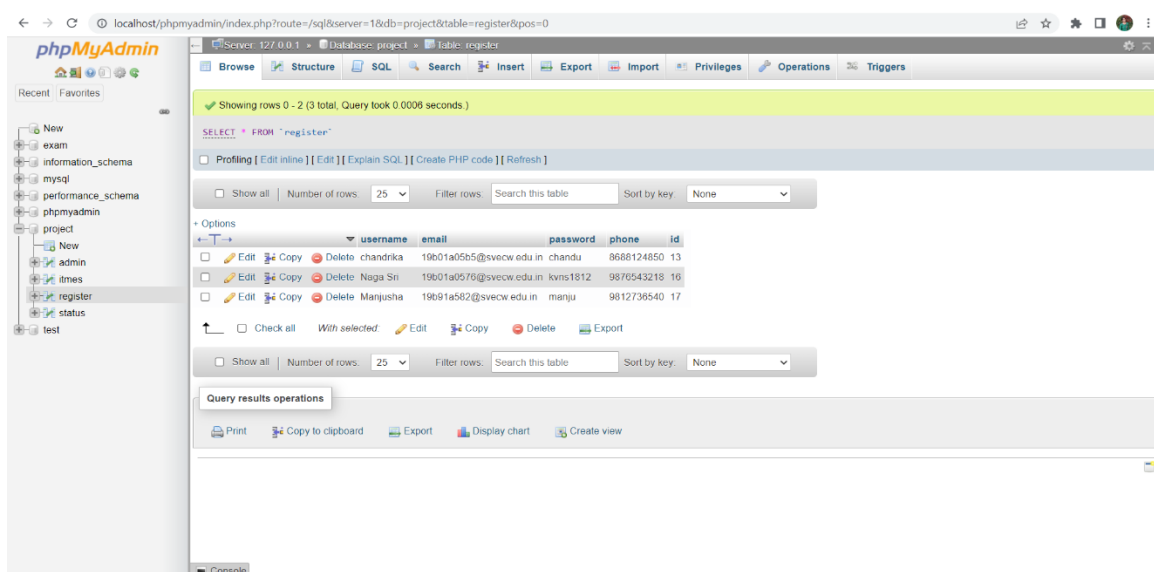 localhost/phpmyadmin/index.php?route=/sql&server=1&db=project&table=register&pos=0
phpMyAdmin
Recent Favorites
New
exam
information_schema
mysql
performance_schema
phpmyadmin
project
New
admin
itmes
register
status
test
Server: 127.0.0.1 » Database: project » Table: register
Browse Structure SQL Search Insert Export Import Privileges Operations Triggers
Showing rows 0 - 2 (3 total, Query took 0.0006 seconds.)
SELECT * FROM `register`
Profiling [ Edit inline ] [ Edit ] [ Explain SQL ] [ Create PHP code ] [ Refresh ]
Show all | Number of rows: 25 Filter rows: Search this table Sort by key: None
+ Options
←T→ username email password phone id
Edit Copy Delete chandrika 19b01a05b5@svecw.edu.in chandu 8688124850 13
Edit Copy Delete Naga Sri 19b01a0576@svecw.edu.in kvns1812 9876543218 16
Edit Copy Delete Manjusha 19b91a582@svecw.edu.in manju 9812736540 17
Check all With selected: Edit Copy Delete Export
Show all | Number of rows: 25 Filter rows: Search this table Sort by key: None
Query results operations
Print Copy to clipboard Export Display chart Create view
Console